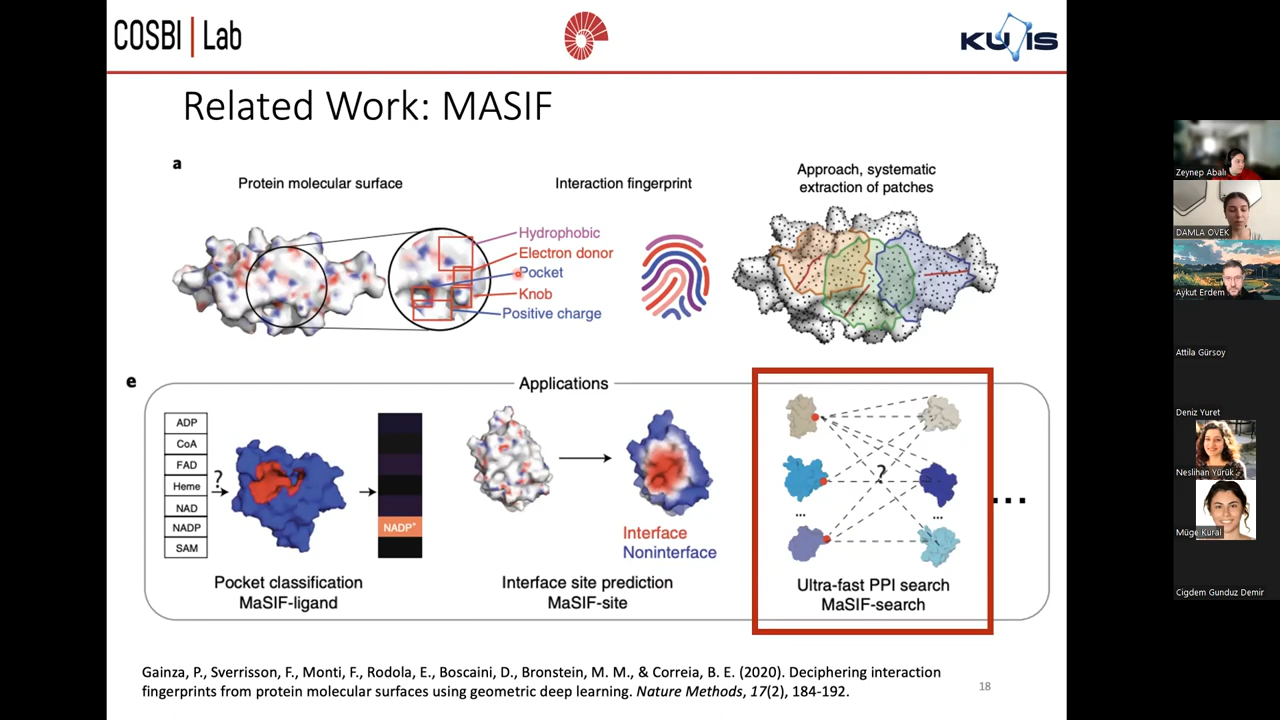 COSBI | Lab
KUIS
Related Work: MASIF
a
Protein molecular surface
Interaction fingerprint
Approach, systematic
extraction of patches
Hydrophobic
Electron donor
Pocket
Knob
Positive charge
e
Applications
ADP
CoA
FAD
Heme
NAD
NADP
SAM
?
NADP+
Pocket classification
MaSIF-ligand
Interface
Noninterface
Interface site prediction
MaSIF-site
?
...
...
Ultra-fast PPI search
MaSIF-search
...
Gainza, P., Sverrisson, F., Monti, F., Rodola, E., Boscaini, D., Bronstein, M. M., & Correia, B. E. (2020). Deciphering interaction
fingerprints from protein molecular surfaces using geometric deep learning. Nature Methods, 17(2), 184-192.
18
Zeynep Abalı
DAMLA OVEK
Aykut Erdem
Attila Gürsoy
Deniz Yuret
Neslihan Yürük
Müge Kural
Cigdem Gunduz Demir